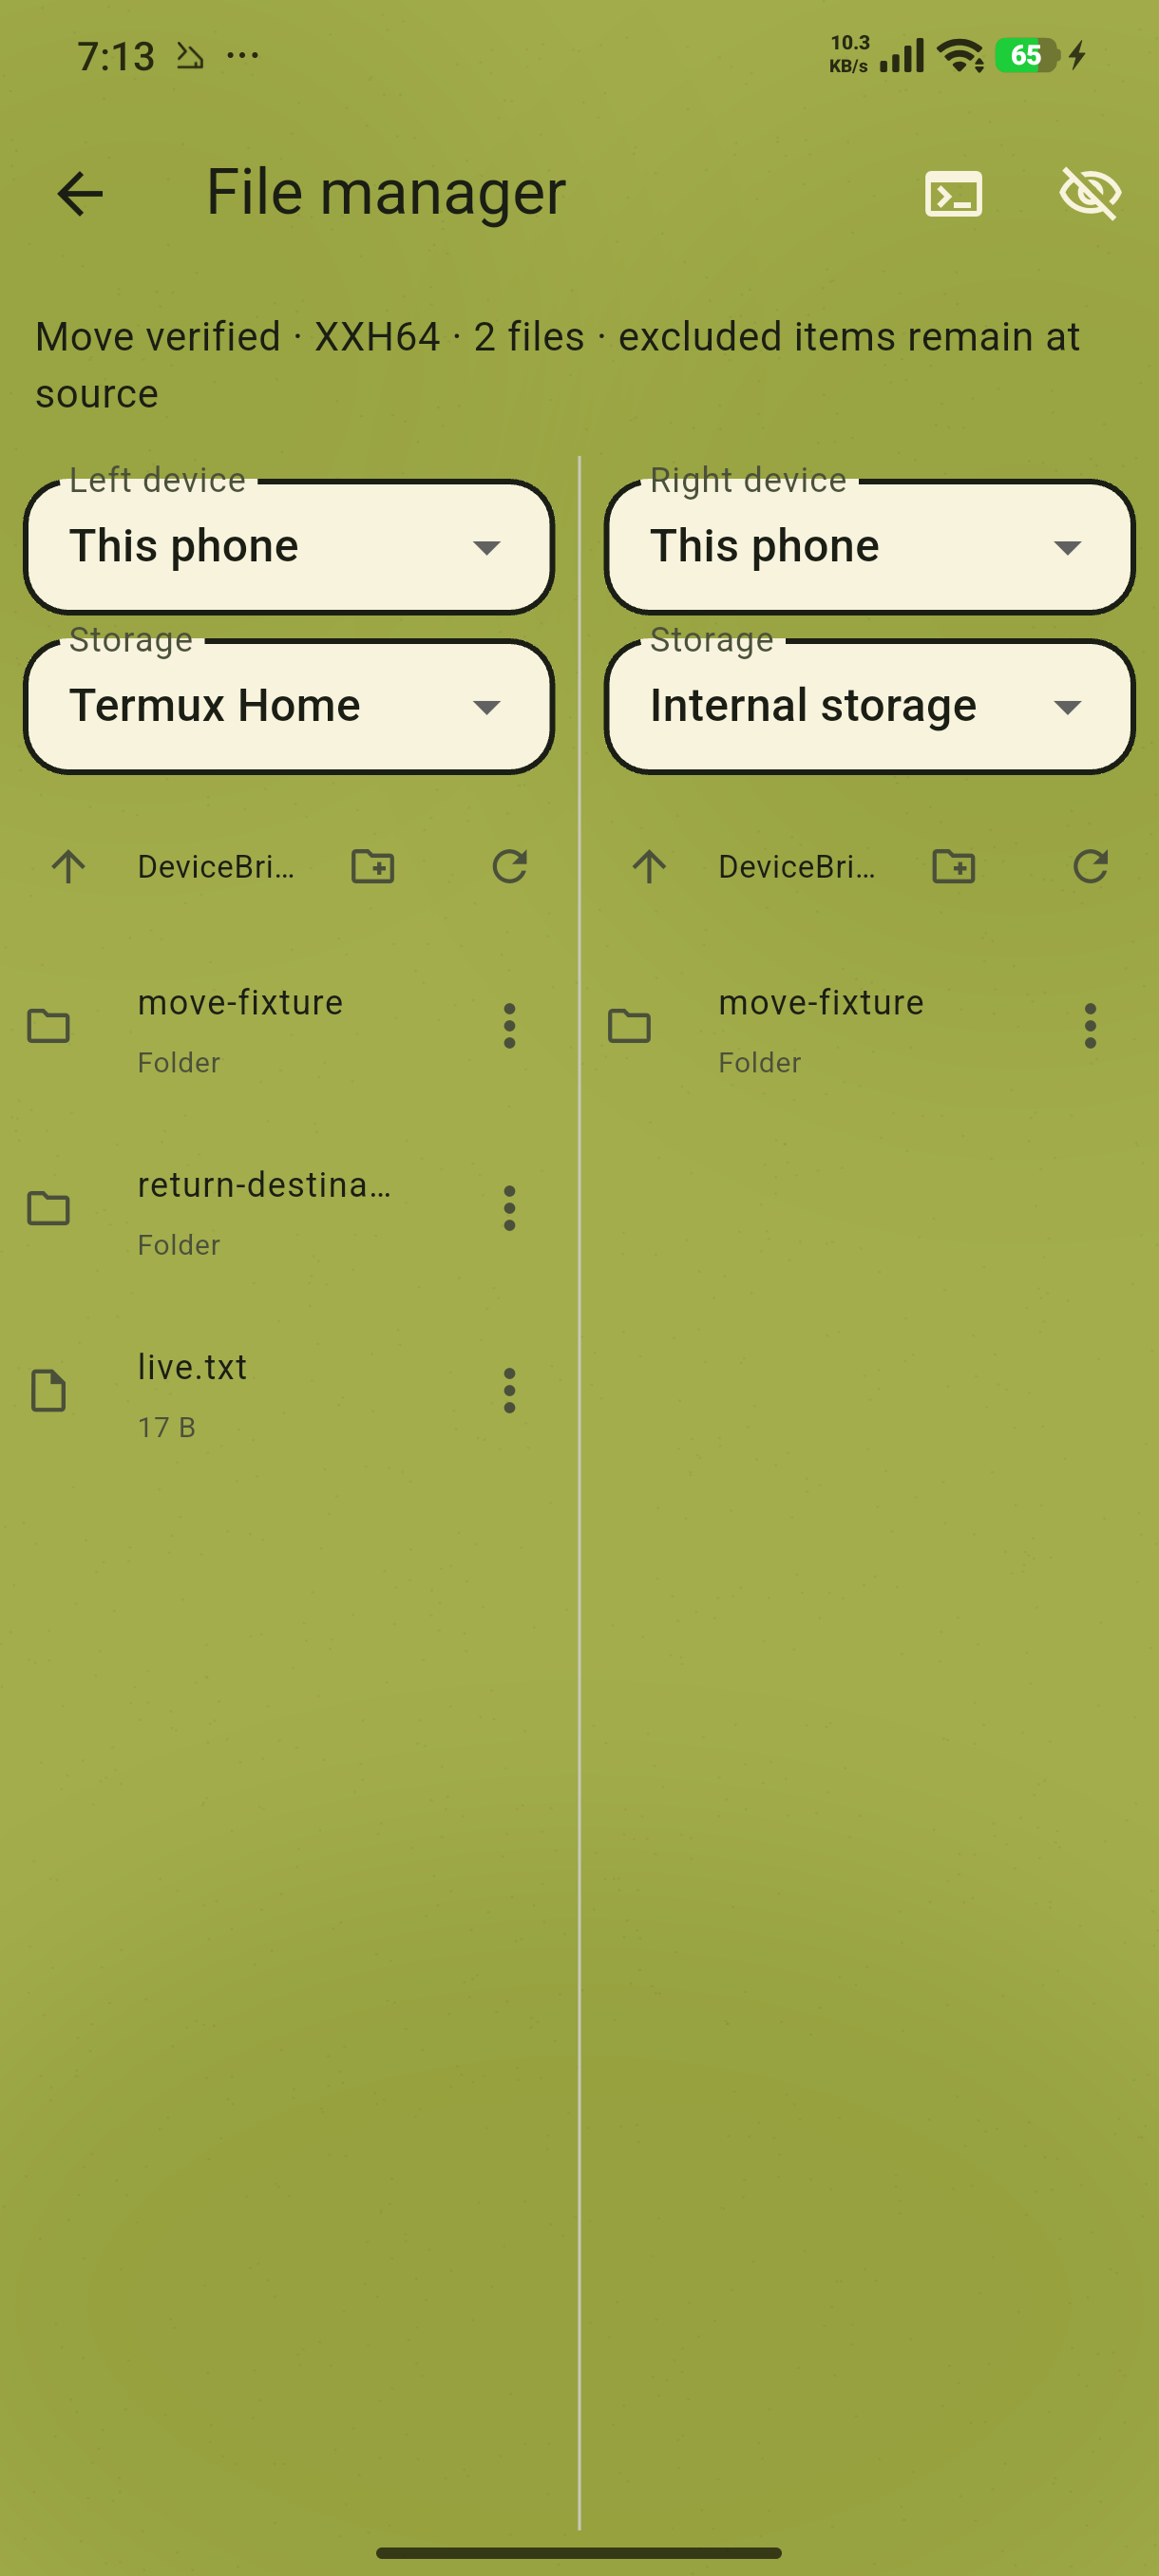 7:13
10.3
KB/s
65
File manager
Move verified · XXH64 · 2 files · excluded items remain at
source
Left device
This phone
Storage
Termux Home
DeviceBri…
move-fixture
Folder
return-destina…
Folder
live.txt
17 B
Right device
This phone
Storage
Internal storage
DeviceBri…
move-fixture
Folder